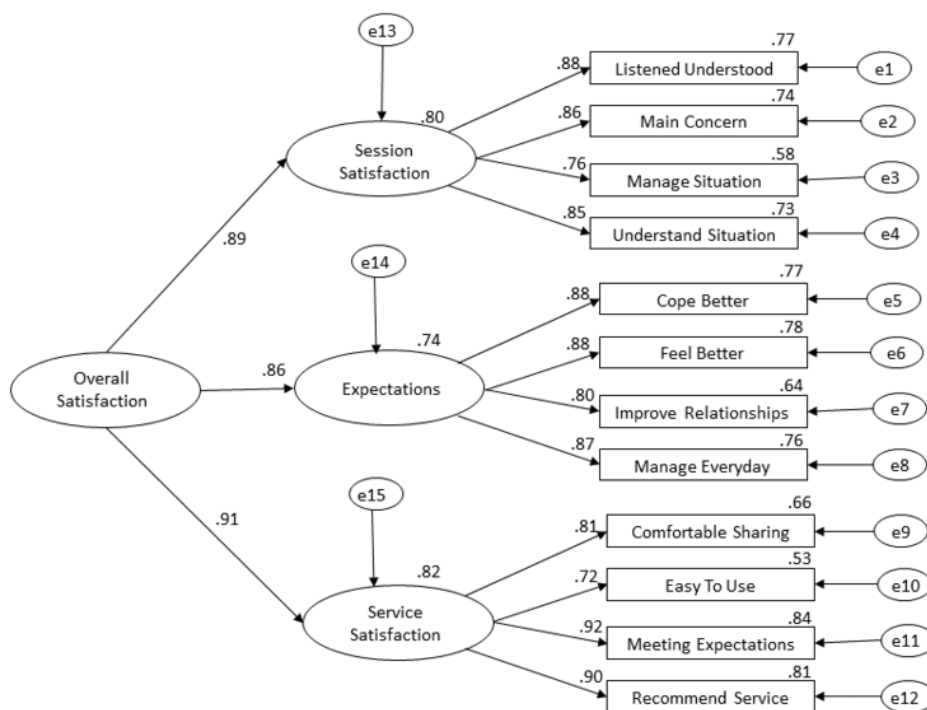 e13
.77
.88
Listened Understood
e1
.80
.86
.74
Main Concern
e2
Session
Satisfaction
.76
.58
Manage Situation
e3
.85
.73
Understand Situation
e4
.89
e14
.77
.88
Cope Better
e5
.74
.88
.78
Feel Better
e6
Overall
Satisfaction
.86
Expectations
.80
.64
Improve Relationships
e7
.87
.76
Manage Everyday
e8
.91
e15
.66
.81
Comfortable Sharing
e9
.82
.72
.53
Easy To Use
e10
Service
Satisfaction
.92
.84
Meeting Expectations
e11
.90
.81
Recommend Service
e12